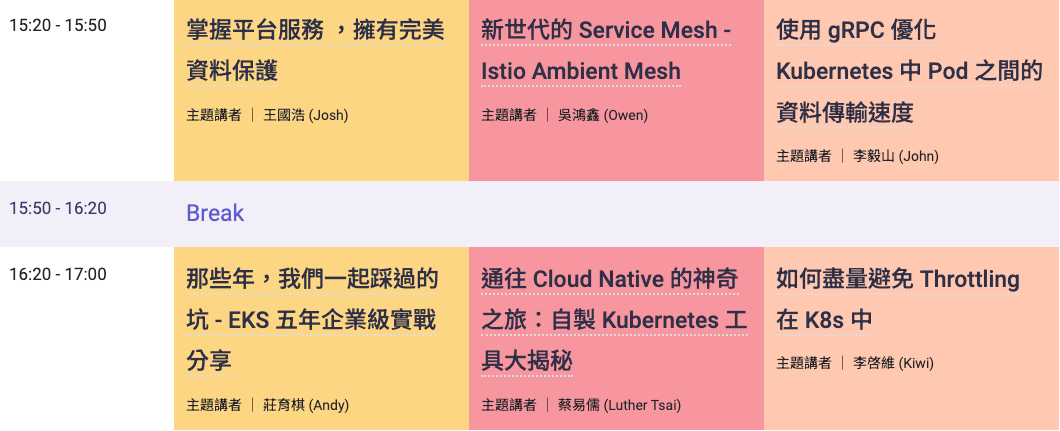 15:20 - 15:50
掌握平台服務 ，擁有完美
資料保護
主題講者 ｜ 王國浩 (Josh)
新世代的 Service Mesh -
Istio Ambient Mesh
主題講者 ｜ 吳鴻鑫 (Owen)
使用 gRPC 優化
Kubernetes 中 Pod 之間的
資料傳輸速度
主題講者 ｜ 李毅山 (John)
15:50 - 16:20
Break
16:20 - 17:00
那些年，我們一起踩過的
坑 - EKS 五年企業級實戰
分享
主題講者 ｜ 莊育棋 (Andy)
通往 Cloud Native 的神奇
之旅：自製 Kubernetes 工
具大揭秘
主題講者 ｜ 蔡易儒 (Luther Tsai)
如何盡量避免 Throttling
在 K8s 中
主題講者 ｜ 李啓維 (Kiwi)